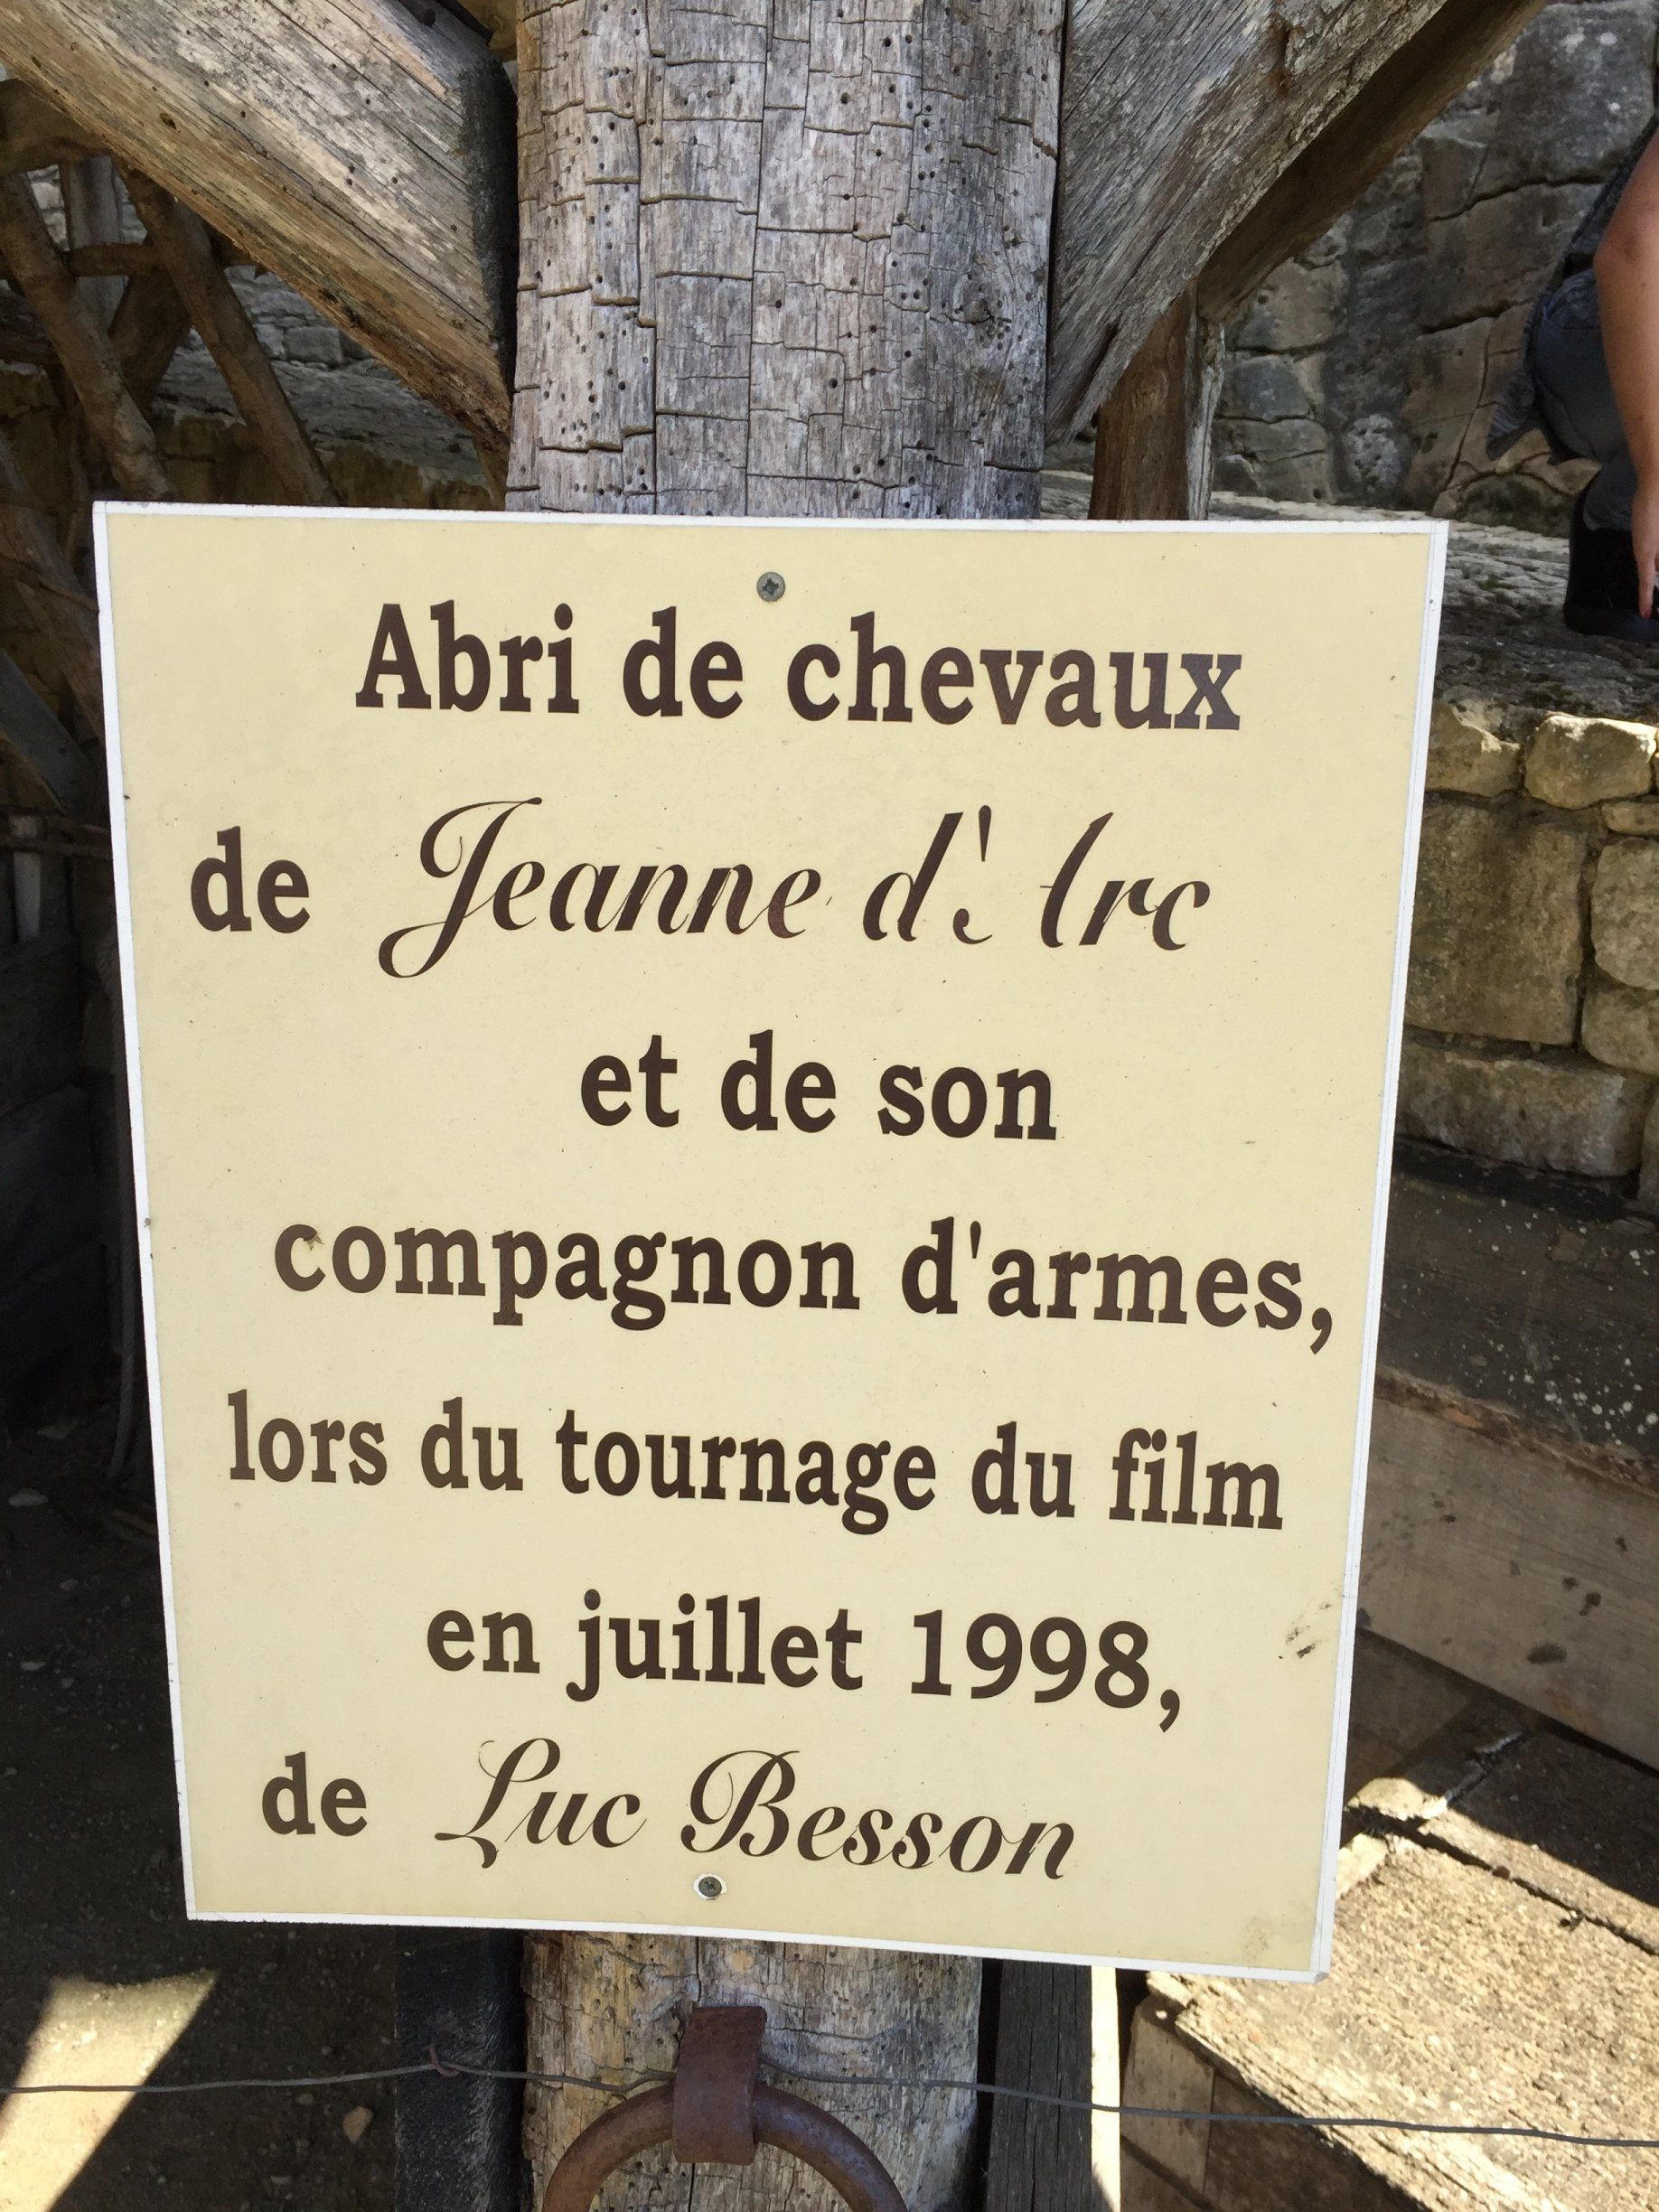 Abri de chevaux
de Jeanne d'Arc
et de son
compagnon d'armes,
lors du tournage du film
en juillet 1998,
de Luc Besson